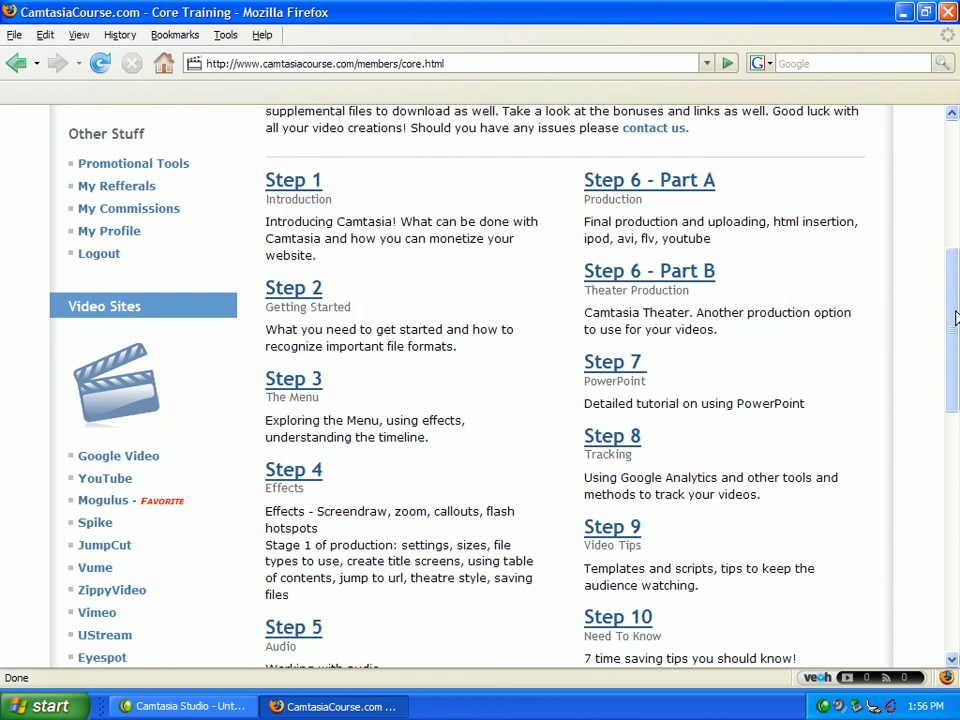 CamtasiaCourse.com - Core Training - Mozilla Firefox
File Edit View History Bookmarks Tools Help
http://www.camtasiacourse.com/members/core.html
G
Google
supplemental files to download as well. Take a look at the bonuses and links as well. Good luck with
all your video creations! Should you have any issues please contact us.
Other Stuff
Promotional Tools
My Refferals
My Commissions
My Profile
Logout
Video Sites
Google Video
YouTube
Mogulus - FAVORITE
Spike
JumpCut
Vume
ZippyVideo
Vimeo
UStream
Eyespot
Step 1
Introduction
Introducing Camtasia! What can be done with
Camtasia and how you can monetize your
website.
Step 2
Getting Started
What you need to get started and how to
recognize important file formats.
Step 3
The Menu
Exploring the Menu, using effects,
understanding the timeline.
Step 4
Effects
Effects - Screendraw, zoom, callouts, flash
hotspots
Stage 1 of production: settings, sizes, file
types to use, create title screens, using table
of contents, jump to url, theatre style, saving
files
Step 5
Audio
Working with audio
Step 6 - Part A
Production
Final production and uploading, html insertion,
ipod, avi, flv, youtube
Step 6 - Part B
Theater Production
Camtasia Theater. Another production option
to use for your videos.
Step 7
PowerPoint
Detailed tutorial on using PowerPoint
Step 8
Tracking
Using Google Analytics and other tools and
methods to track your videos.
Step 9
Video Tips
Templates and scripts, tips to keep the
audience watching.
Step 10
Need To Know
7 time saving tips you should know!
Done
veoh 0 0
start
Camtasia Studio - Unt...
CamtasiaCourse.com ...
1:56 PM